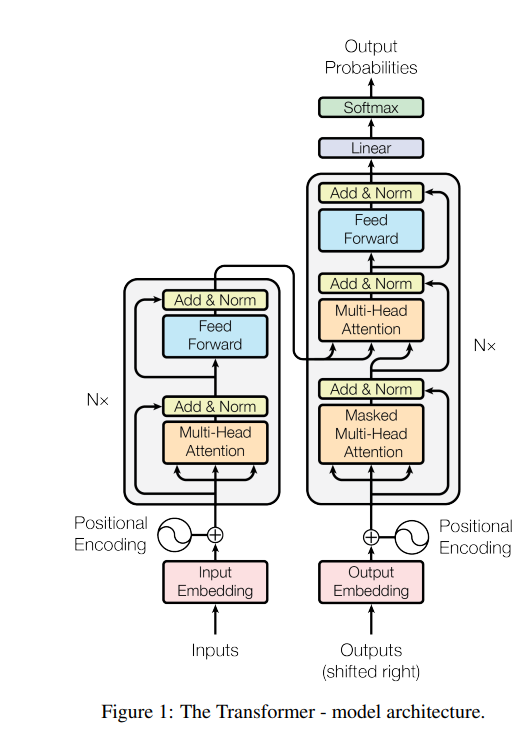 Output
Probabilities
Softmax
Linear
Add & Norm
Feed
Forward
Add & Norm
Multi-Head
Attention
Add & Norm
Masked
Multi-Head
Attention
Nx
Positional
Encoding
Output
Embedding
Outputs
(shifted right)
Add & Norm
Feed
Forward
Add & Norm
Multi-Head
Attention
Nx
Positional
Encoding
Input
Embedding
Inputs
Figure 1: The Transformer - model architecture.